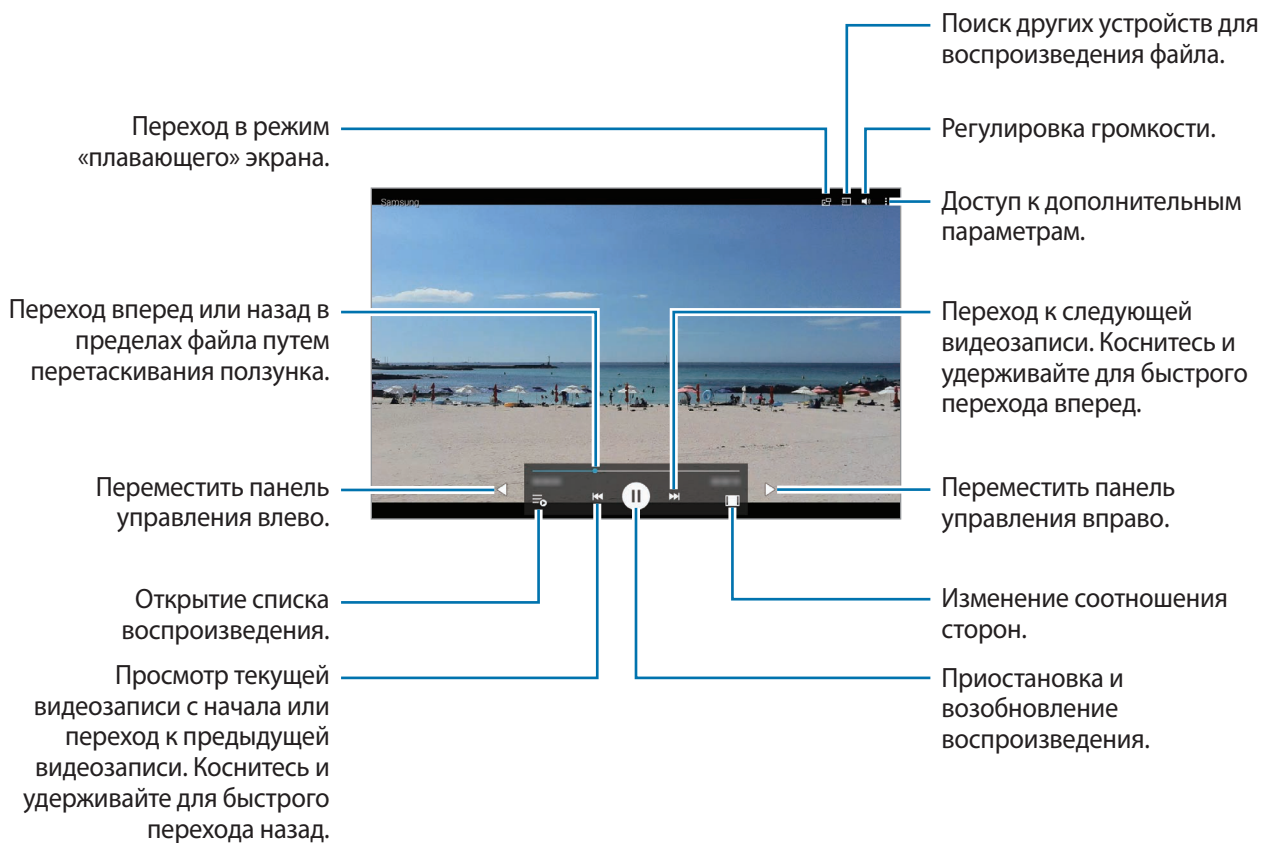 Поиск других устройств для
воспроизведения файла.
Переход в режим
«плавающего» экрана.
Регулировка громкости.
Samsung
Доступ к дополнительным
параметрам.
Переход вперед или назад в
пределах файла путем
перетаскивания ползунка.
Переход к следующей
видеозаписи. Коснитесь и
удерживайте для быстрого
перехода вперед.
Переместить панель
управления влево.
Переместить панель
управления вправо.
Открытие списка
воспроизведения.
Изменение соотношения
сторон.
Просмотр текущей
видеозаписи с начала или
переход к предыдущей
видеозаписи. Коснитесь и
удерживайте для быстрого
перехода назад.
Приостановка и
возобновление
воспроизведения.